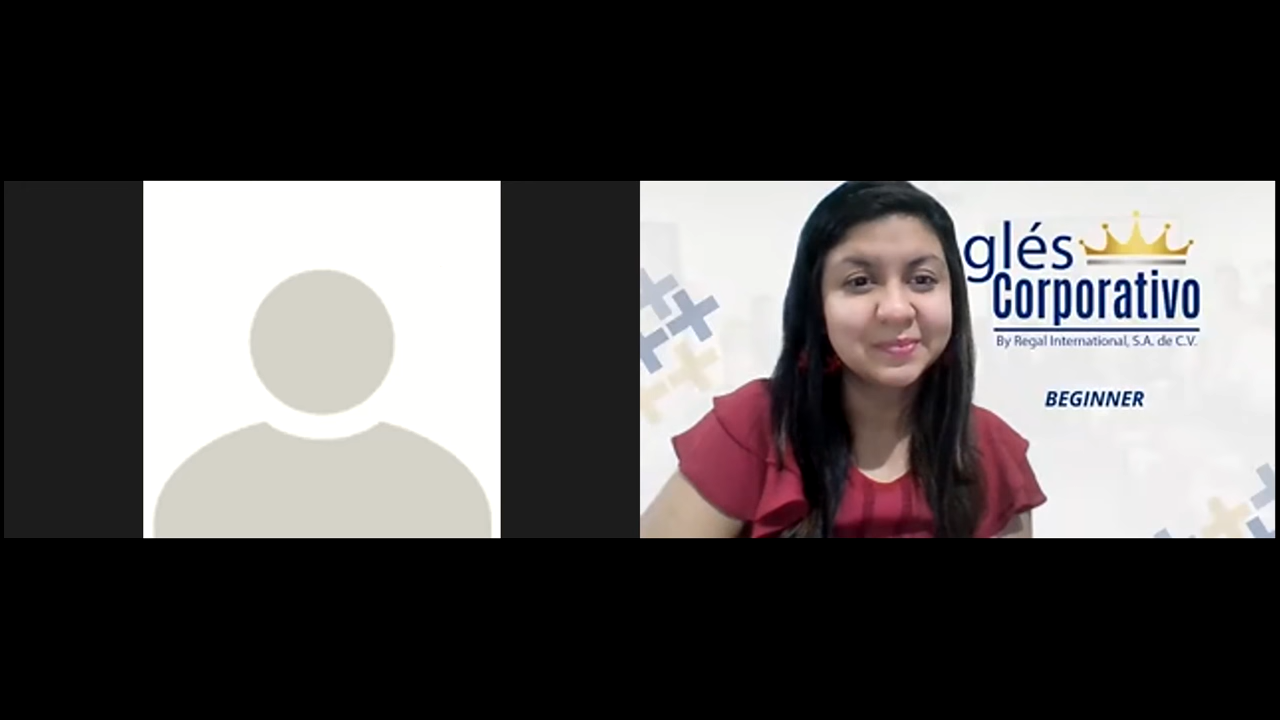 glés
Corporativo
By Regal International, S.A. de C.V.
BEGINNER